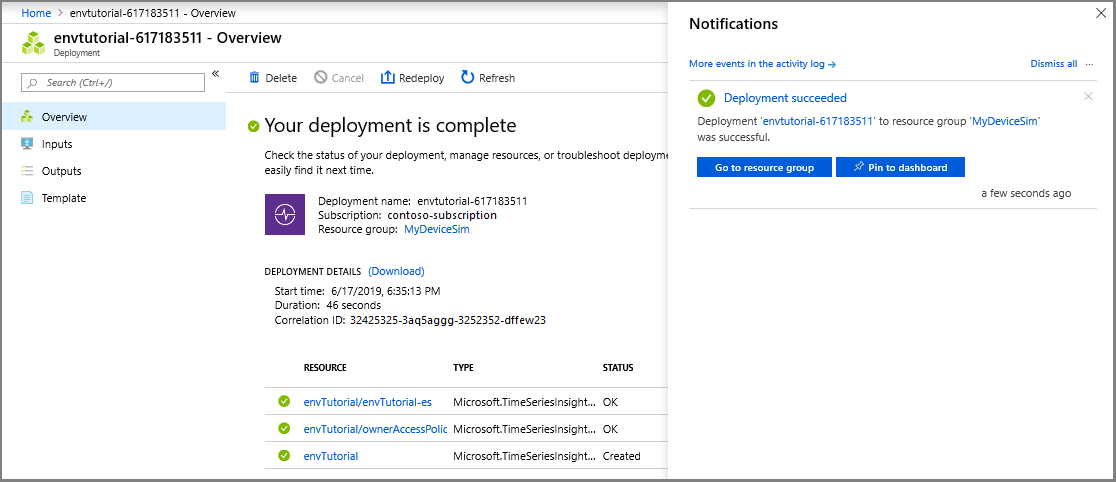 Home > envtutorial-617183511 - Overview
envtutorial-617183511 - Overview
Deployment
Search (Ctrl+/)
«
Overview
Inputs
Outputs
Template
Delete Cancel Redeploy Refresh
Your deployment is complete
Check the status of your deployment, manage resources, or troubleshoot deployme
easily find it next time.
Deployment name: envtutorial-617183511
Subscription: contoso-subscription
Resource group: MyDeviceSim
DEPLOYMENT DETAILS (Download)
Start time: 6/17/2019, 6:35:13 PM
Duration: 46 seconds
Correlation ID: 32425325-3aq5aggg-3252352-dffew23
RESOURCE TYPE STATUS
envTutorial/envTutorial-es Microsoft.TimeSeriesInsight... OK
envTutorial/ownerAccessPolic Microsoft.TimeSeriesInsight... OK
envTutorial Microsoft.TimeSeriesInsight... Created
Notifications
More events in the activity log → Dismiss all ...
Deployment succeeded
Deployment 'envtutorial-617183511' to resource group 'MyDeviceSim'
was successful.
Go to resource group Pin to dashboard
a few seconds ago